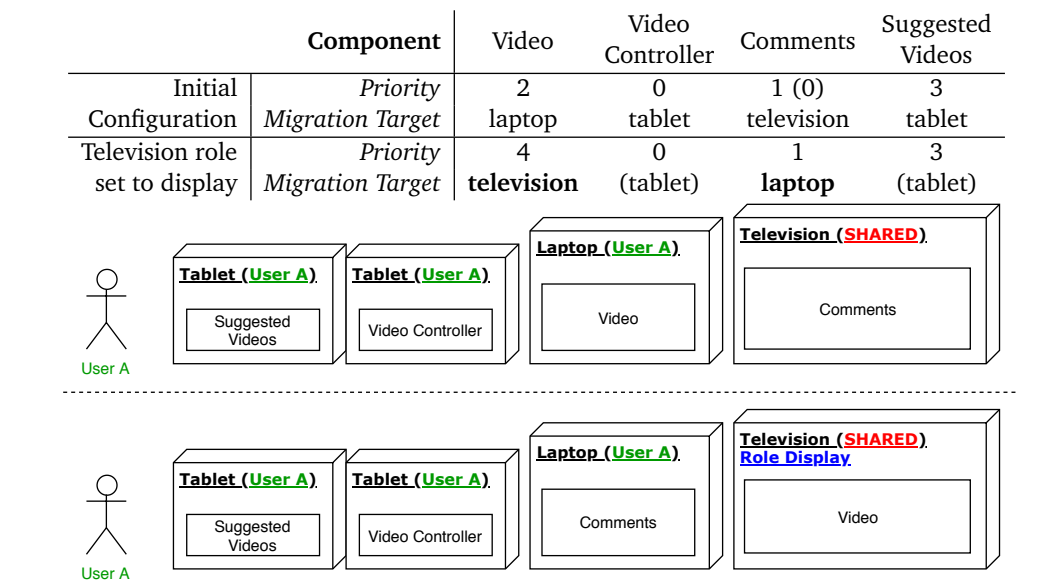 Component Video Video Controller Comments Suggested Videos
Initial Configuration Priority 2 0 1 (0) 3
Migration Target laptop tablet television tablet
Television role set to display Priority 4 0 1 3
Migration Target television (tablet) laptop (tablet)
Tablet (User A)
Suggested
Videos
Tablet (User A)
Video Controller
Laptop (User A)
Video
Television (SHARED)
Comments
User A
Tablet (User A)
Suggested
Videos
Tablet (User A)
Video Controller
Laptop (User A)
Comments
Television (SHARED)
Role Display
Video
User A